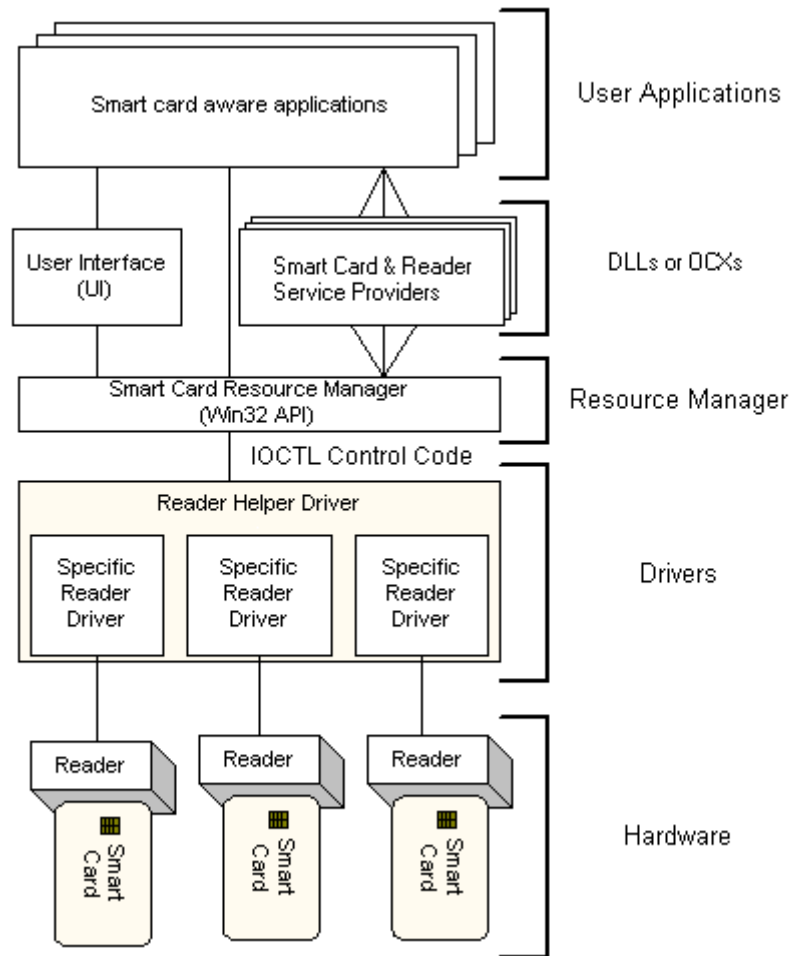 Smart card aware applications
User Applications
User Interface
(UI)
Smart Card & Reader
Service Providers
DLLs or OCXs
Smart Card Resource Manager
(Win32 API)
Resource Manager
IOCTL Control Code
Reader Helper Driver
Specific
Reader
Driver
Specific
Reader
Driver
Specific
Reader
Driver
Drivers
Reader
Reader
Reader
Smart
Card
Smart
Card
Smart
Card
Hardware